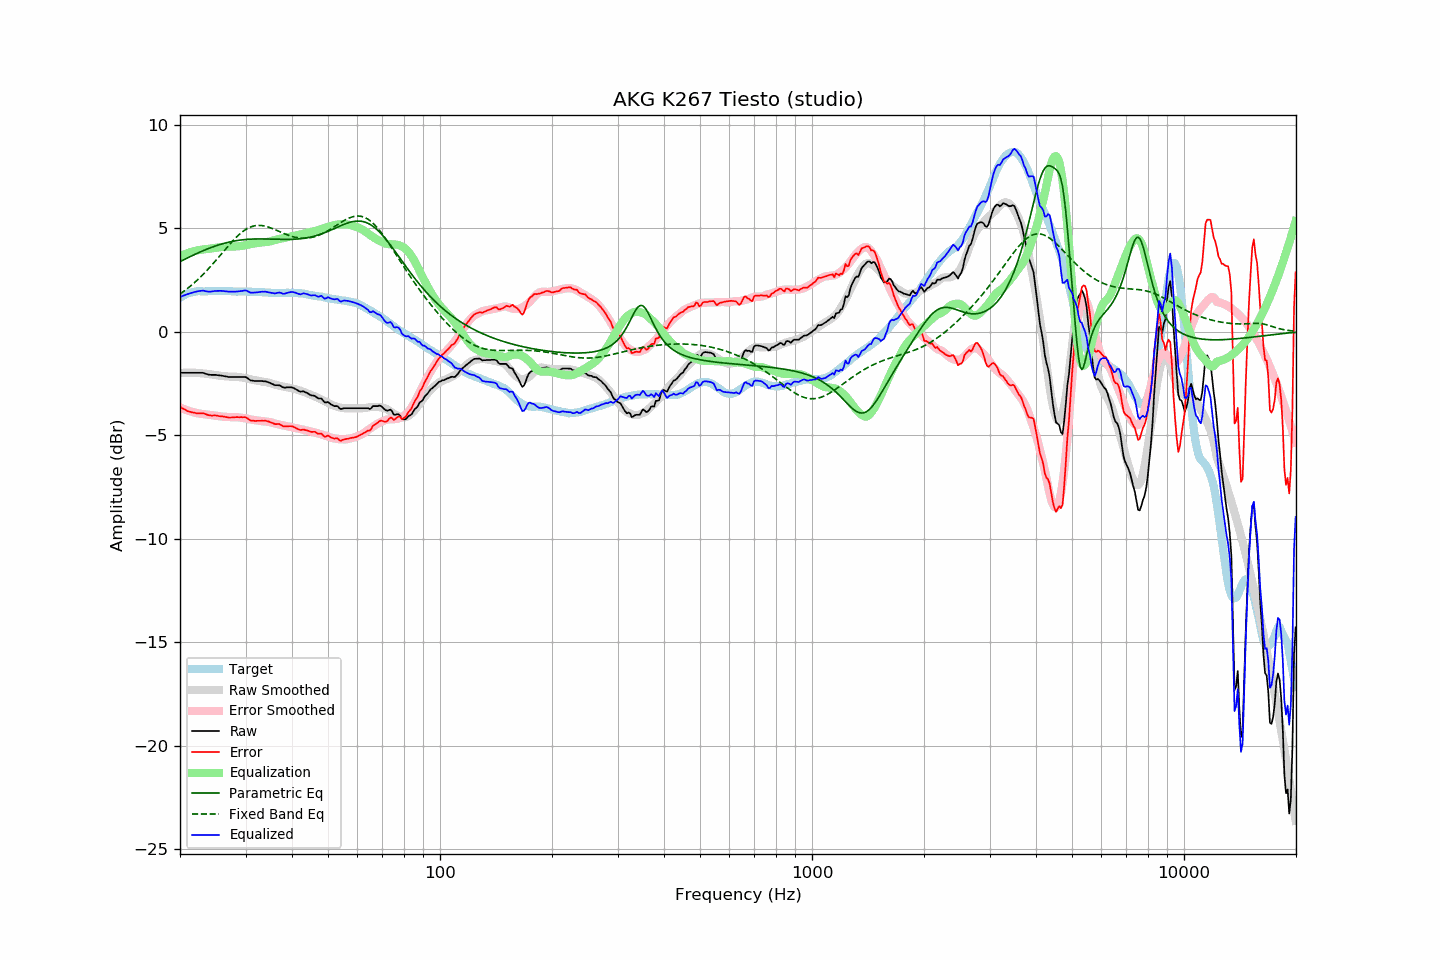 AKG K267 Tiesto (studio)
10
5
0
−5
−10
−15
−20
−25
Amplitude (dBr)
Target
Raw Smoothed
Error Smoothed
Raw
Error
Equalization
Parametric Eq
Fixed Band Eq
Equalized
100
1000
10000
Frequency (Hz)